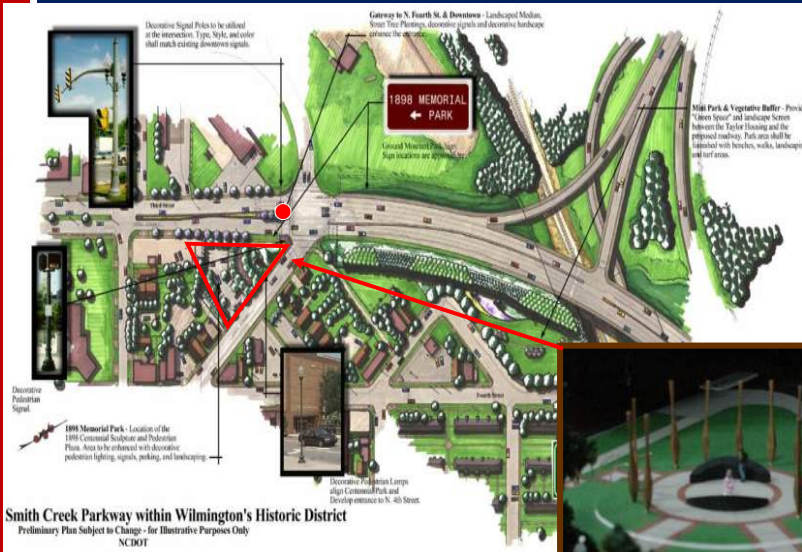 Decorative Signal Poles to be utilized
at the intersection. Type, Style, and color
shall match existing downtown signals.
Gateway to N. Fourth St. & Downtown - Landscaped Median,
Street Tree Plantings, decorative signals and decorative hardscape
enhance the entrance.
1898 MEMORIAL
← PARK
Ground Mounted Park Sign
Sign locations are
Mini Park & Vegetative Buffer - Provid
"Green Space" and landscape Screen
between the Taylor Housing and the
proposed roadway. Park area shall be
furnished with benches, walks, landscaping
and turf areas.
Third Street
Decorative
Pedestrian
Signal.
1898 Memorial Park - Location of the
1898 Centennial Sculpture and Pedestrian
Plaza. Area to be enhanced with decorative
pedestrian lighting, signals, parking, and landscaping.
Fourth Street
Decorative Pedestrian Lamps
align Centennial Park and
Develop entrance to N. 4th Street.
Smith Creek Parkway within Wilmington's Historic District
Preliminary Plan Subject to Change - for Illustrative Purposes Only
NCDOT